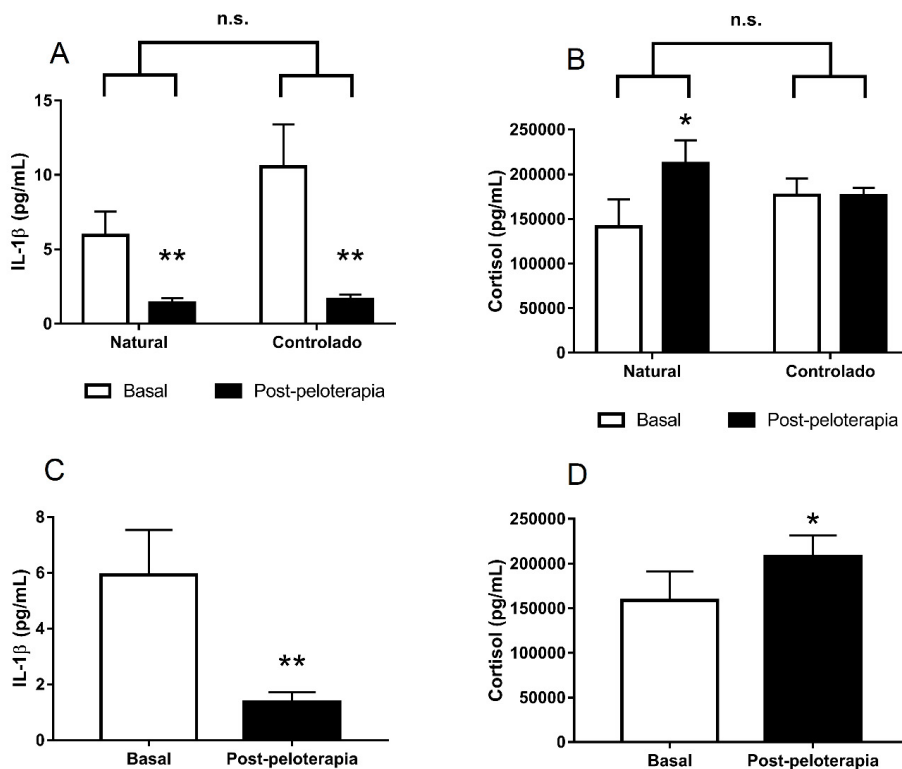 n.s.
A
IL-1β (pg/mL)
15
10
5
0
**
**
Natural Controlado
Basal Post-peloterapia
n.s.
B
Cortisol (pg/mL)
250000
200000
150000
100000
50000
0
*
Natural Controlado
Basal Post-peloterapia
C
IL-1β (pg/mL)
8
6
4
2
0
**
Basal Post-peloterapia
D
Cortisol (pg/mL)
250000
200000
150000
100000
50000
0
*
Basal Post-peloterapia